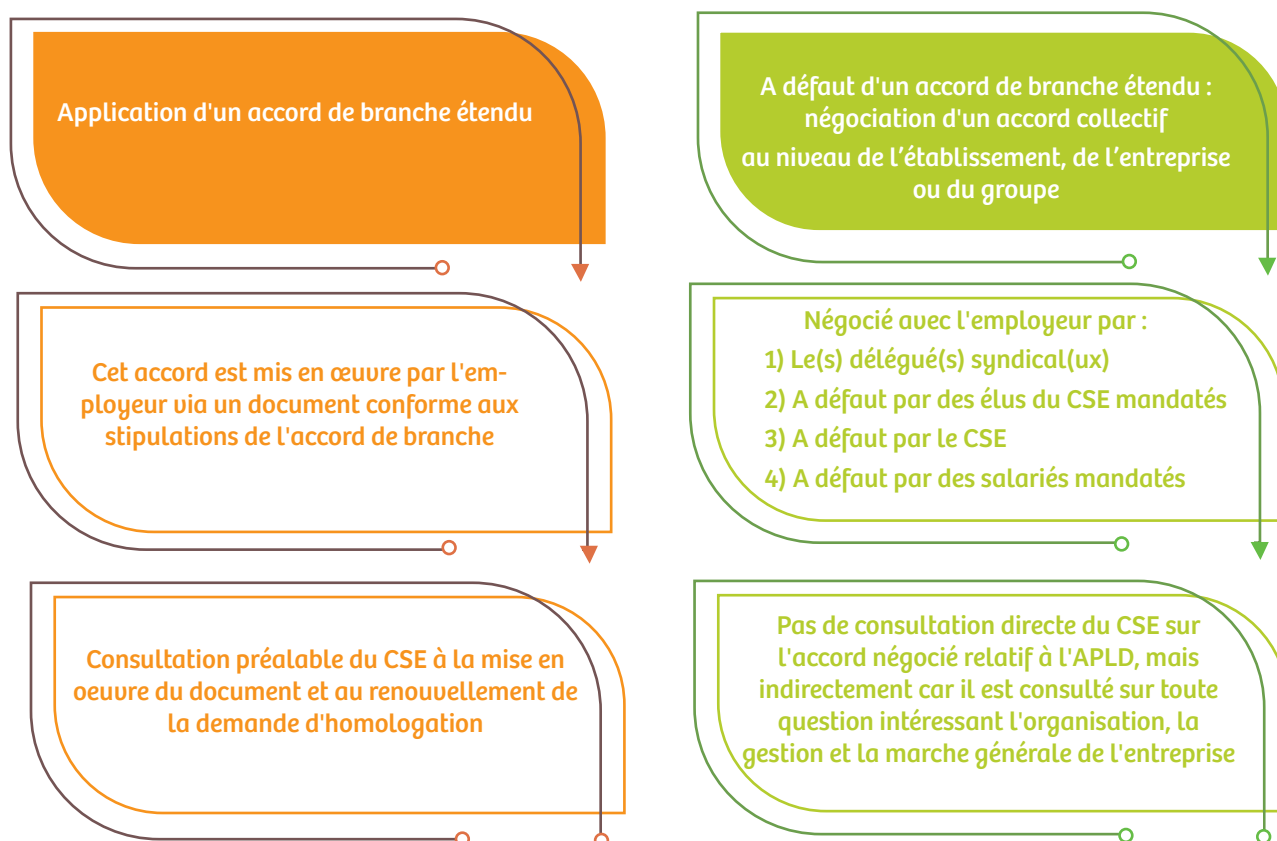 Application d'un accord de branche étendu
Cet accord est mis en œuvre par l'em-
ployeur via un document conforme aux
stipulations de l'accord de branche
Consultation préalable du CSE à la mise en
oeuvre du document et au renouvellement de
la demande d'homologation
A défaut d'un accord de branche étendu :
négociation d'un accord collectif
au niveau de l’établissement, de l’entreprise
ou du groupe
Négocié avec l'employeur par :
1) Le(s) délégué(s) syndical(ux)
2) A défaut par des élus du CSE mandatés
3) A défaut par le CSE
4) A défaut par des salariés mandatés
Pas de consultation directe du CSE sur
l'accord négocié relatif à l'APLD, mais
indirectement car il est consulté sur toute
question intéressant l'organisation, la
gestion et la marche générale de l'entreprise